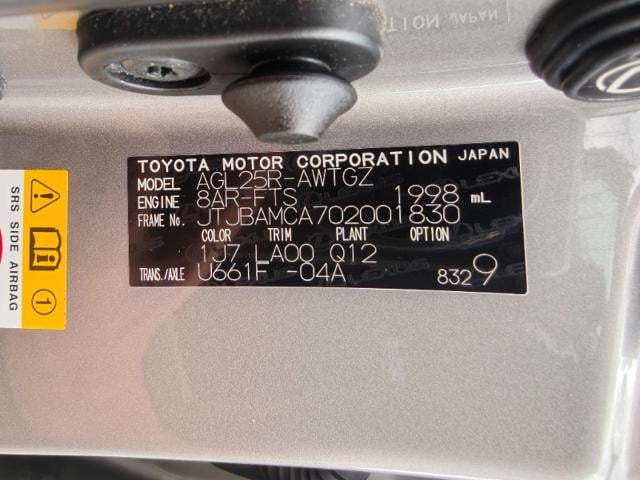 TOYOTA MOTOR CORPORATION JAPAN
MODEL AGL25R-AWTGZ
ENGINE 8AR-FTS 1998 mL
FRAME NO. JTJBAMCA702001830
COLOR TRIM PLANT OPTION
1J7 LA00 Q12
TRANS./AXLE U661F -04A 8329
SRS SIDE AIRBAG